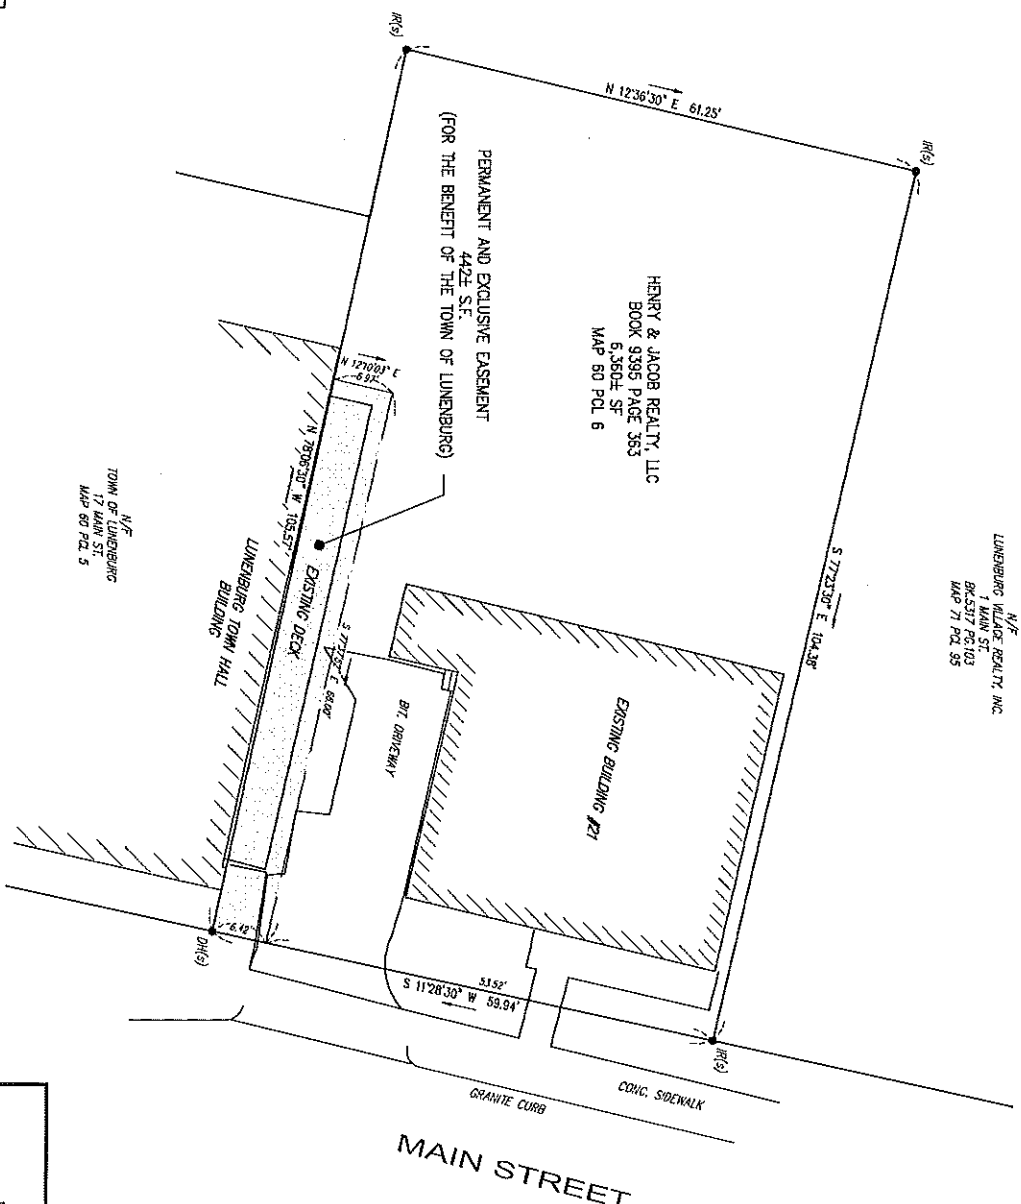 IR(s)
N 12°36'30" E 61.25'
IR(s)
PERMANENT AND EXCLUSIVE EASEMENT
442± S.F.
(FOR THE BENEFIT OF THE TOWN OF LUNENBURG)
HENRY & JACOB REALTY, LLC
BOOK 9395 PAGE 363
6,360± SF
MAP 60 PCL 6
S 77°23'30" E 104.38'
N/F
LUNENBURG VILLAGE REALTY, INC.
1 MAIN ST.
BK.5317 PG.103
MAP 71 PCL 95
N 12°10'03" E
6.97'
N 78°06'30" W 105.57'
EXISTING DECK
S 77°37'57" E 66.00'
LUNENBURG TOWN HALL
BUILDING
N/F
TOWN OF LUNENBURG
17 MAIN ST.
MAP 60 PCL 5
BIT. DRIVEWAY
EXISTING BUILDING #21
6.42'
DH(s)
53.52'
S 11°28'30" W 59.94'
IR(s)
CONC. SIDEWALK
GRANITE CURB
MAIN STREET